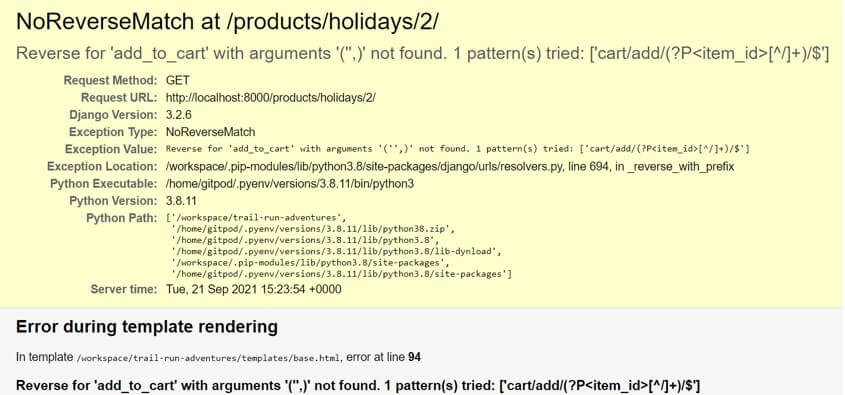 NoReverseMatch at /products/holidays/2/
Reverse for 'add_to_cart' with arguments '('',)' not found. 1 pattern(s) tried: ['cart/add/(?P<item_id>[^/]+)/$']
Request Method: GET
Request URL: http://localhost:8000/products/holidays/2/
Django Version: 3.2.6
Exception Type: NoReverseMatch
Exception Value: Reverse for 'add_to_cart' with arguments '('',)' not found. 1 pattern(s) tried: ['cart/add/(?P<item_id>[^/]+)/$']
Exception Location: /workspace/.pip-modules/lib/python3.8/site-packages/django/urls/resolvers.py, line 694, in _reverse_with_prefix
Python Executable: /home/gitpod/.pyenv/versions/3.8.11/bin/python3
Python Version: 3.8.11
Python Path: ['/workspace/trail-run-adventures',
'/home/gitpod/.pyenv/versions/3.8.11/lib/python38.zip',
'/home/gitpod/.pyenv/versions/3.8.11/lib/python3.8',
'/home/gitpod/.pyenv/versions/3.8.11/lib/python3.8/lib-dynload',
'/workspace/.pip-modules/lib/python3.8/site-packages',
'/home/gitpod/.pyenv/versions/3.8.11/lib/python3.8/site-packages']
Server time: Tue, 21 Sep 2021 15:23:54 +0000
Error during template rendering
In template /workspace/trail-run-adventures/templates/base.html, error at line 94
Reverse for 'add_to_cart' with arguments '('',)' not found. 1 pattern(s) tried: ['cart/add/(?P<item_id>[^/]+)/$']